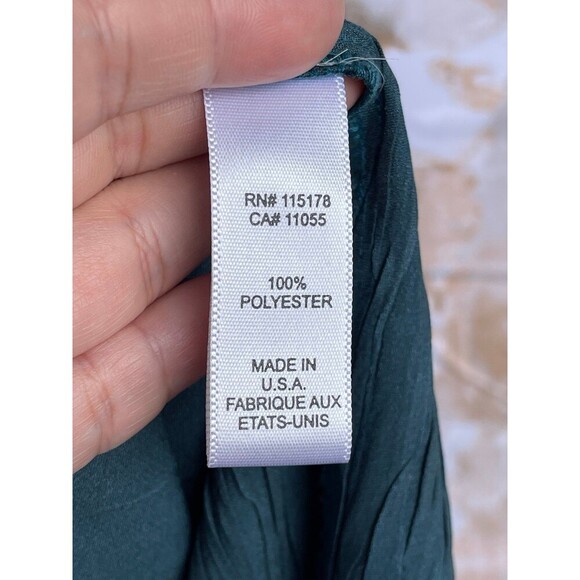 RN# 115178
CA# 11055
100%
POLYESTER
MADE IN
U.S.A.
FABRIQUE AUX
ETATS-UNIS